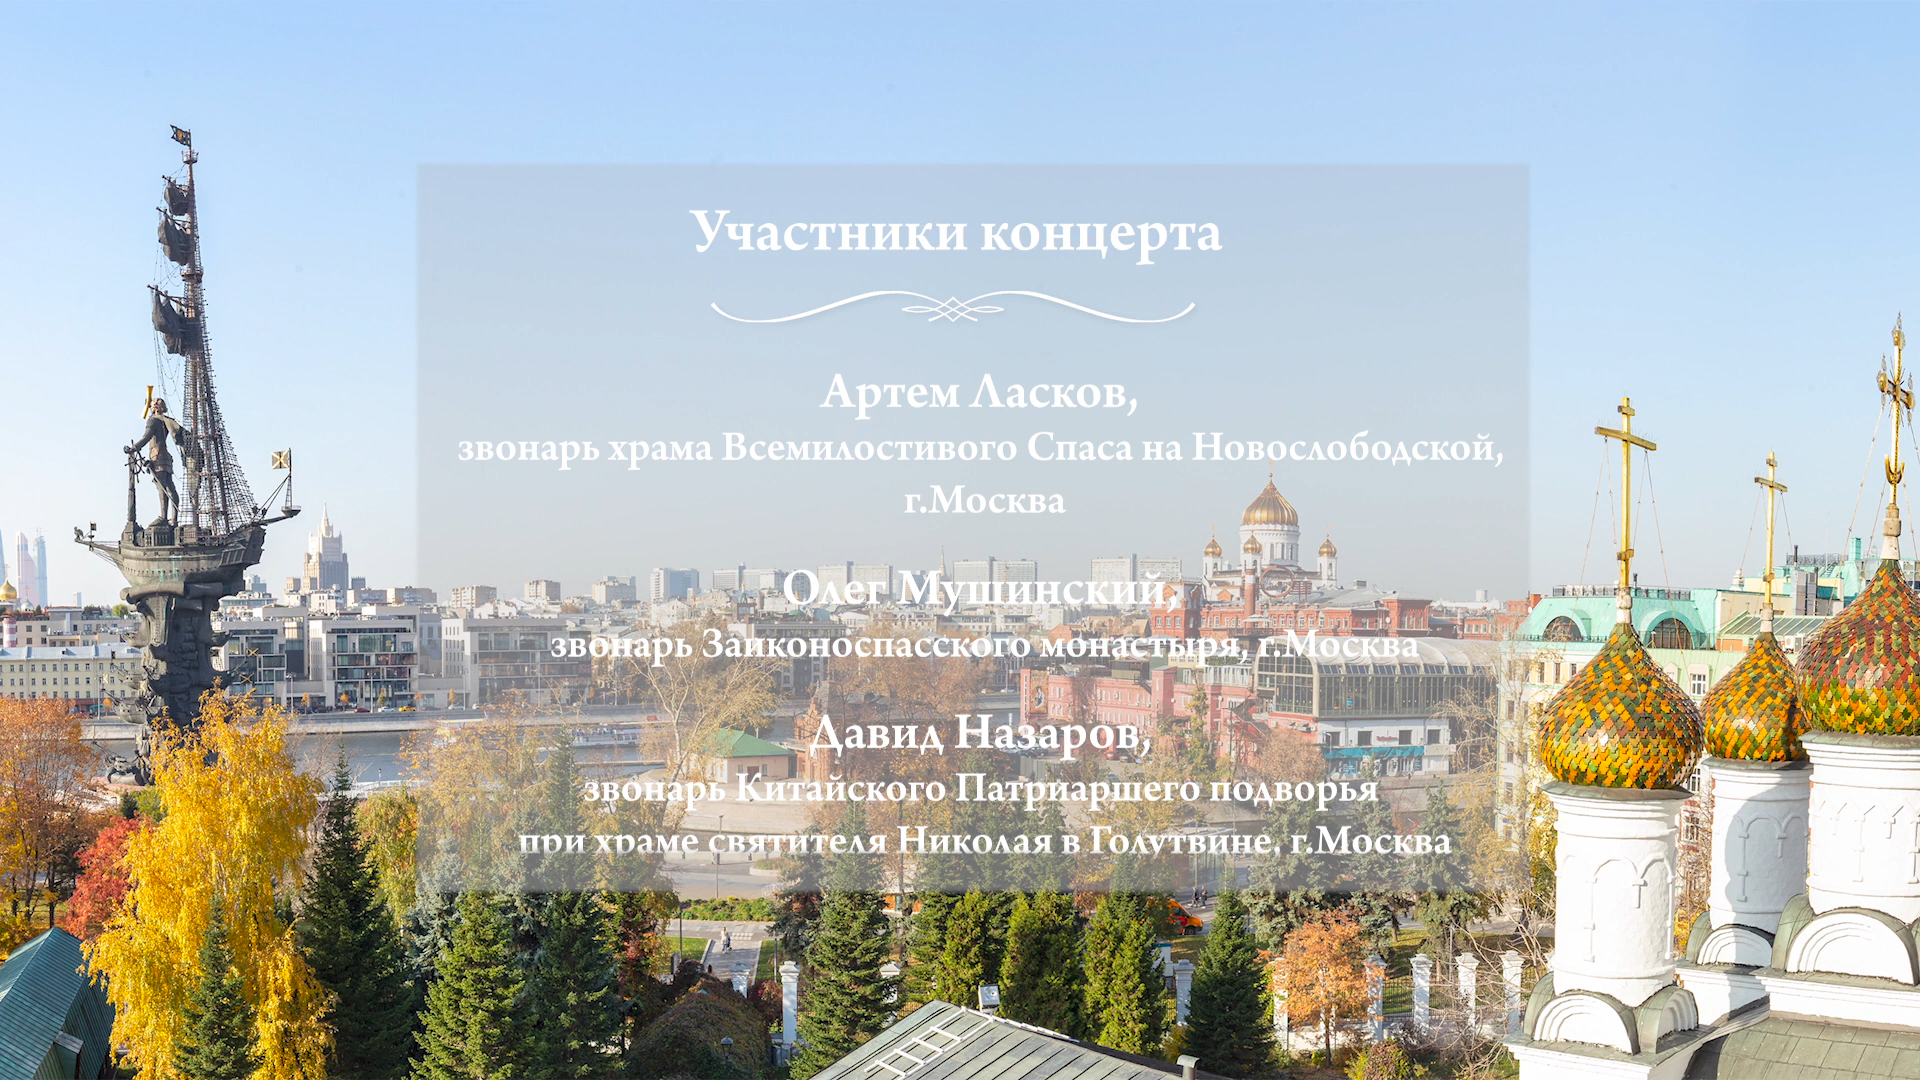 Участники концерта
Артем Ласков,
звонарь храма Всемилостивого Спаса на Новослободской,
г.Москва
Олег Мушинский,
звонарь Заиконоспасского монастыря, г.Москва
Давид Назаров,
звонарь Китайского Патриаршего подворья
при храме святителя Николая в Голутвине, г.Москва